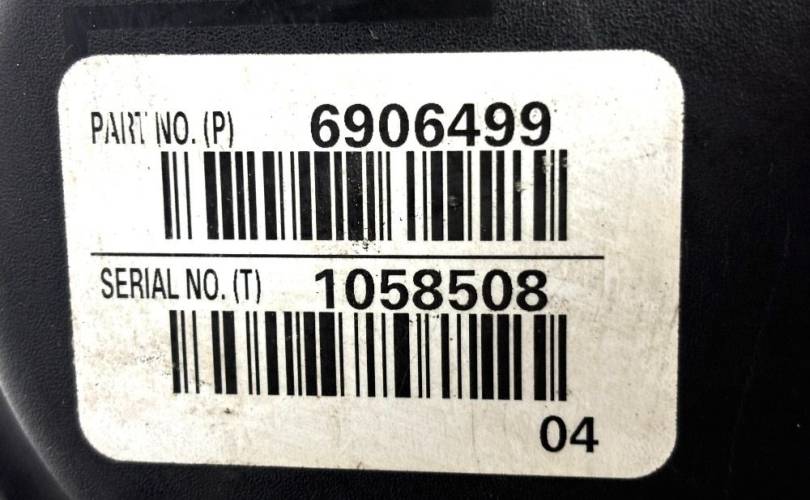 PART NO. (P) 6906499
SERIAL NO. (T) 1058508
04